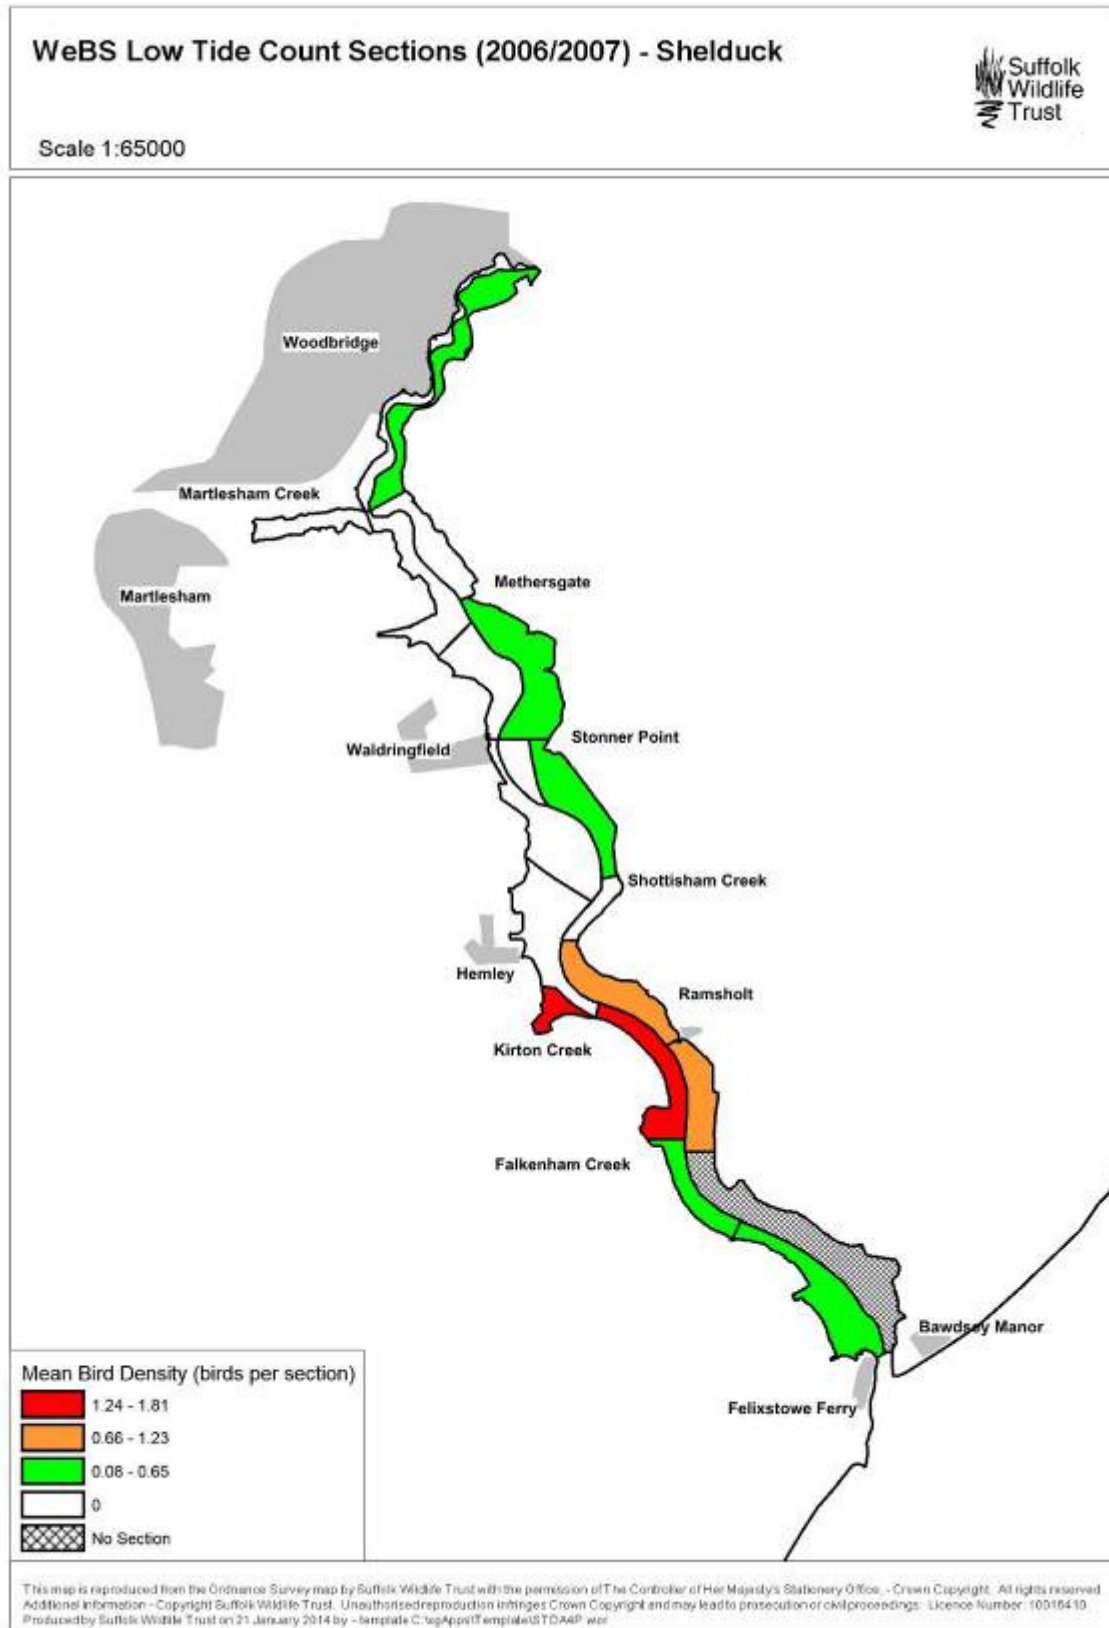 WeBS Low Tide Count Sections (2006/2007) - Shelduck
Suffolk
Wildlife
Trust
Scale 1:65000
Woodbridge
Martlesham Creek
Methersgate
Martlesham
Stonner Point
Waldringfield
Shottisham Creek
Hemley
Ramsholt
Kirton Creek
Falkenham Creek
Bawdsey Manor
Felixstowe Ferry
Mean Bird Density (birds per section)
1.24 - 1.81
0.66 - 1.23
0.08 - 0.65
0
No Section
This map is reproduced from the Ordnance Survey map by Suffolk Wildlife Trust with the permission of The Controller of Her Majesty's Stationery Office, - Crown Copyright. All rights reserved
Additional information - Copyright Suffolk Wildlife Trust. Unauthorised reproduction infringes Crown Copyright and may lead to prosecution or civil proceedings. Licence Number: 10016410
Produced by Suffolk Wildlife Trust on 21 January 2014 by - template